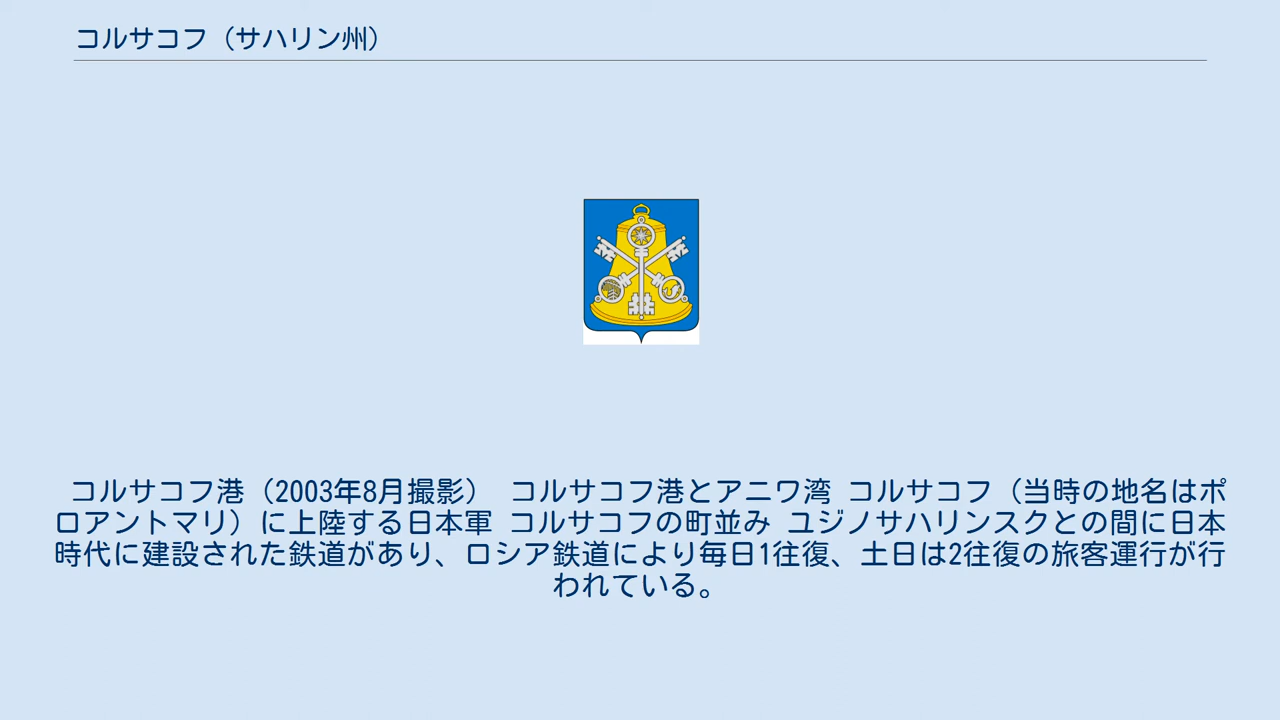 コルサコフ（サハリン州）
コルサコフ港（2003年8月撮影） コルサコフ港とアニワ湾 コルサコフ（当時の地名はポ
ロアントマリ）に上陸する日本軍 コルサコフの町並み ユジノサハリンスクとの間に日本
時代に建設された鉄道があり、ロシア鉄道により毎日1往復、土日は2往復の旅客運行が行
われている。